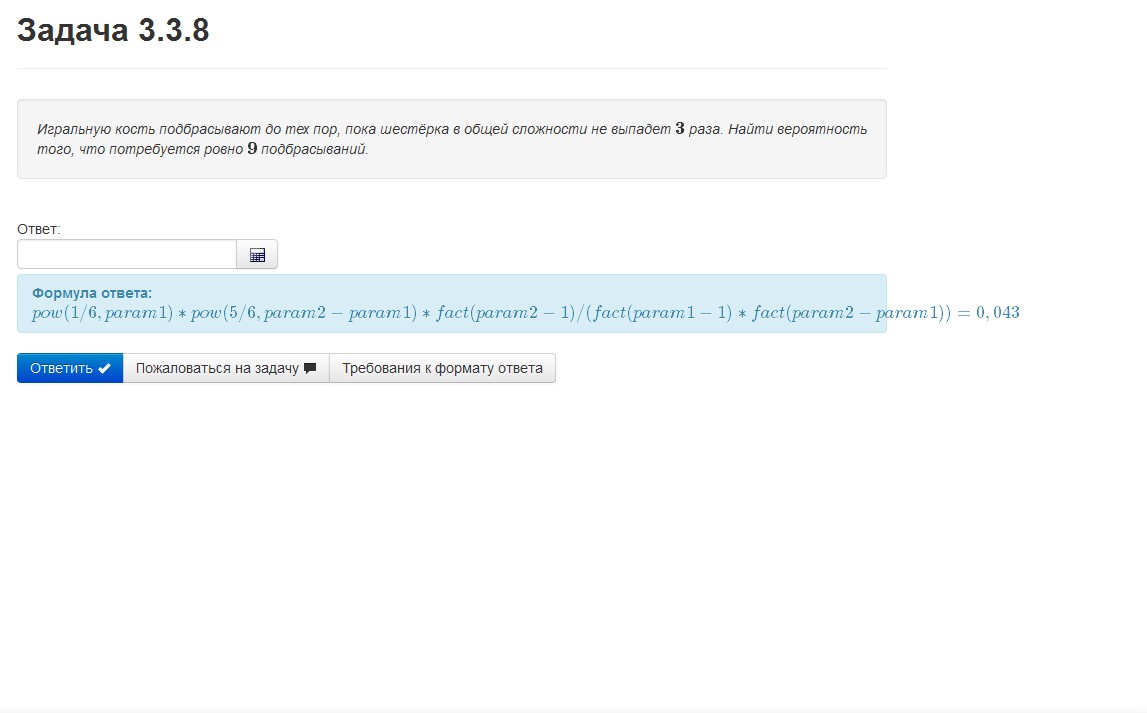 Задача 3.3.8
Игральную кость подбрасывают до тех пор, пока шестёрка в общей сложности не выпадет 3 раза. Найти вероятность
того, что потребуется ровно 9 подбрасываний.
Ответ:
Формула ответа:
pow(1/6, param1) ∗ pow(5/6, param2 − param1) ∗ fact(param2 − 1)/(fact(param1 − 1) ∗ fact(param2 − param1)) = 0, 043
Ответить Пожаловаться на задачу Требования к формату ответа